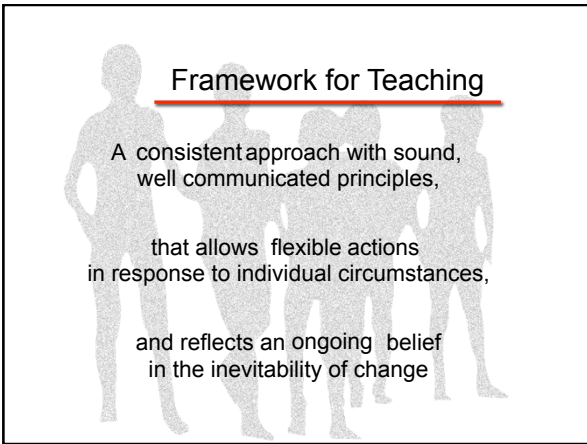 Framework for Teaching
A consistent approach with sound,
well communicated principles,
that allows flexible actions
in response to individual circumstances,
and reflects an ongoing belief
in the inevitability of change